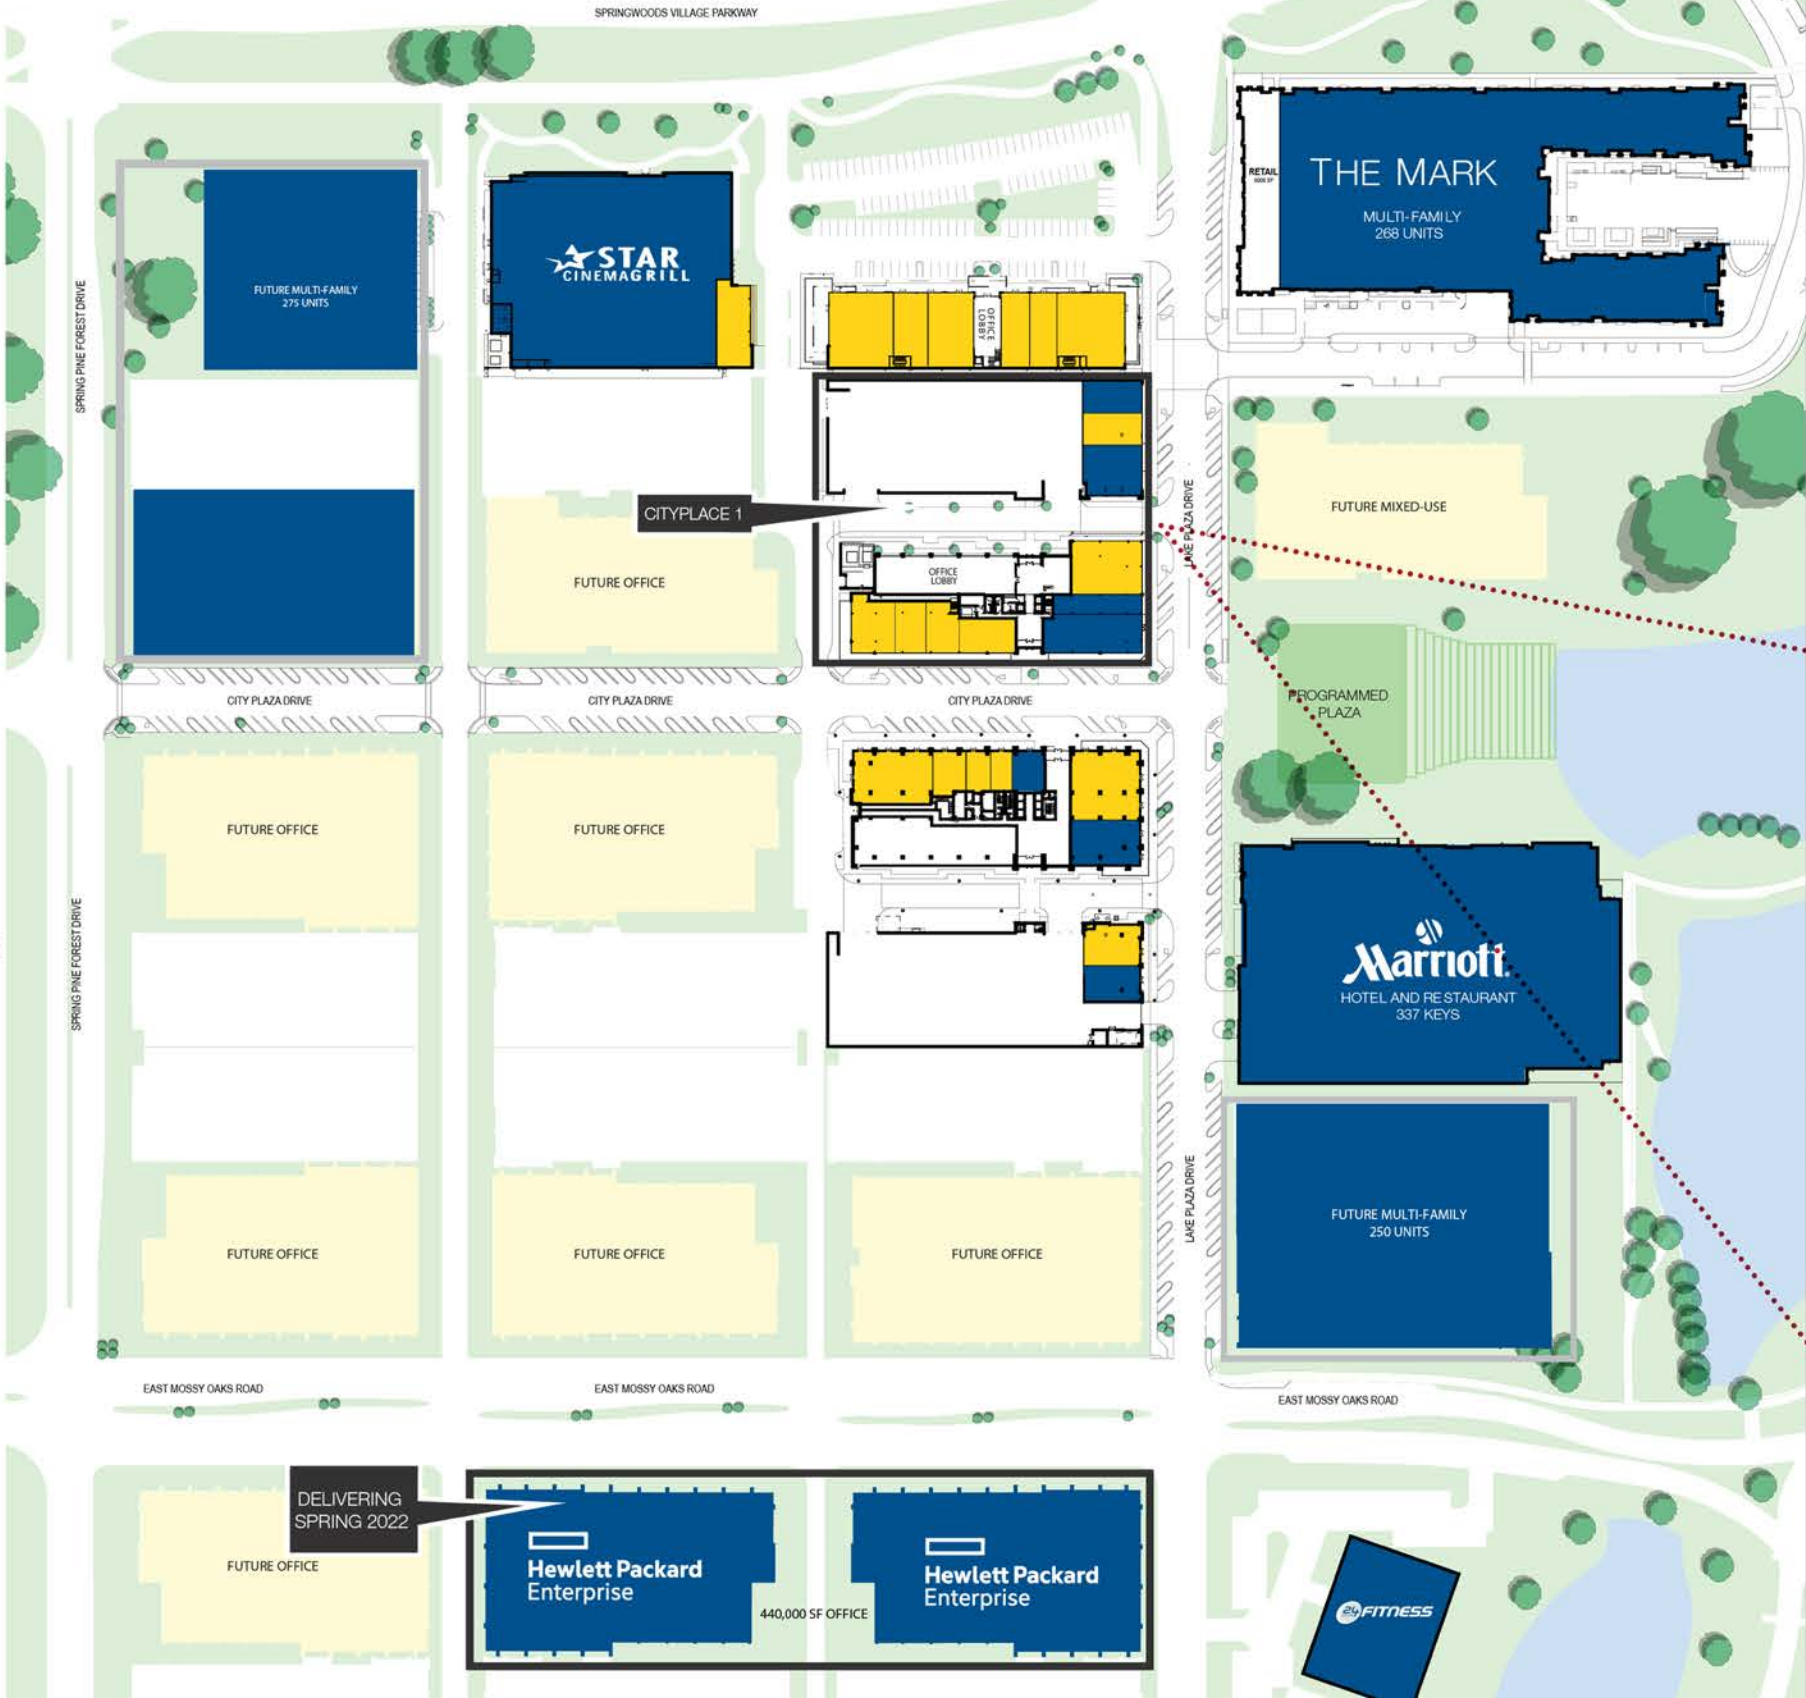 SPRINGWOODS VILLAGE PARKWAY
RETAIL
THE MARK
MULTI-FAMILY
268 UNITS
STAR
CINEMAGRILL
FUTURE MULTI-FAMILY
275 UNITS
OFFICE
LOBBY
SPRING PINE FOREST DRIVE
CITYPLACE 1
LAKE PLAZA DRIVE
FUTURE MIXED-USE
FUTURE OFFICE
OFFICE
LOBBY
CITY PLAZA DRIVE
CITY PLAZA DRIVE
CITY PLAZA DRIVE
PROGRAMMED
PLAZA
FUTURE OFFICE
FUTURE OFFICE
SPRING PINE FOREST DRIVE
Marriott
HOTEL AND RESTAURANT
337 KEYS
LAKE PLAZA DRIVE
FUTURE MULTI-FAMILY
250 UNITS
FUTURE OFFICE
FUTURE OFFICE
FUTURE OFFICE
EAST MOSSY OAKS ROAD
EAST MOSSY OAKS ROAD
EAST MOSSY OAKS ROAD
DELIVERING
SPRING 2022
FUTURE OFFICE
Hewlett Packard
Enterprise
440,000 SF OFFICE
Hewlett Packard
Enterprise
24 FITNESS